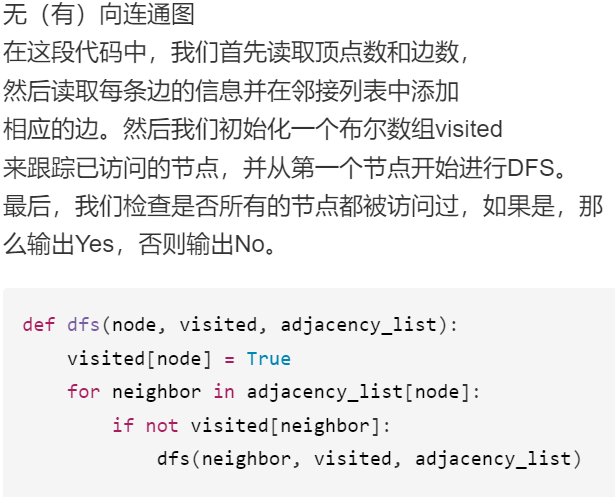 无（有）向连通图
在这段代码中，我们首先读取顶点数和边数，
然后读取每条边的信息并在邻接列表中添加
相应的边。然后我们初始化一个布尔数组visited
来跟踪已访问的节点，并从第一个节点开始进行DFS。
最后，我们检查是否所有的节点都被访问过，如果是，那
么输出Yes，否则输出No。
def dfs(node, visited, adjacency_list):
    visited[node] = True
    for neighbor in adjacency_list[node]:
        if not visited[neighbor]:
            dfs(neighbor, visited, adjacency_list)